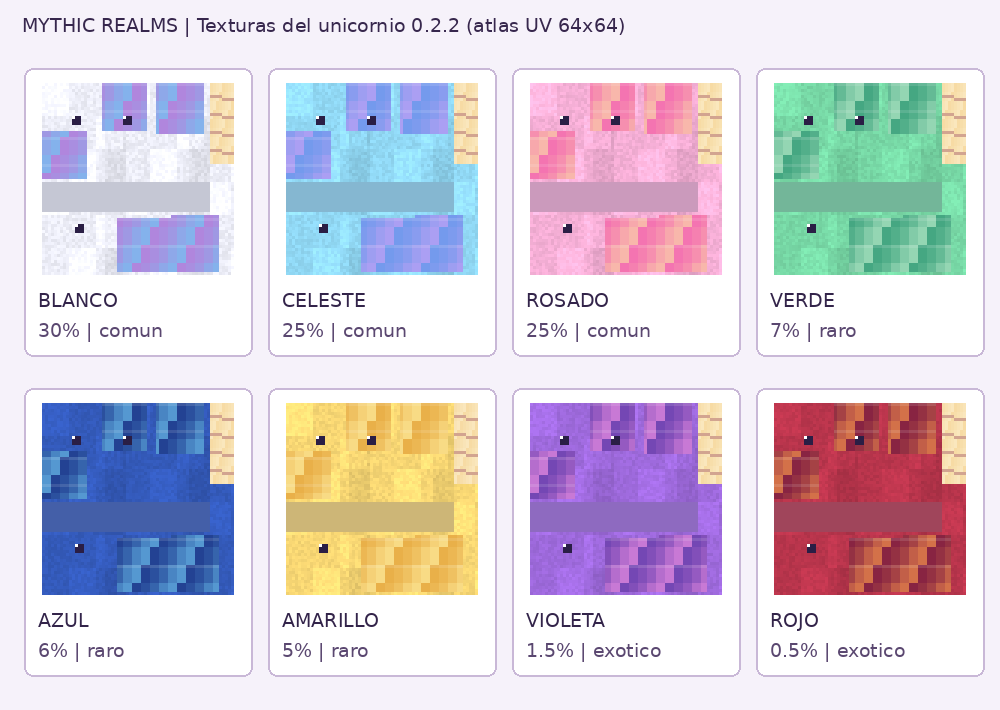 MYTHIC REALMS | Texturas del unicornio 0.2.2 (atlas UV 64x64)
BLANCO
30% | comun
CELESTE
25% | comun
ROSADO
25% | comun
VERDE
7% | raro
AZUL
6% | raro
AMARILLO
5% | raro
VIOLETA
1.5% | exotico
ROJO
0.5% | exotico